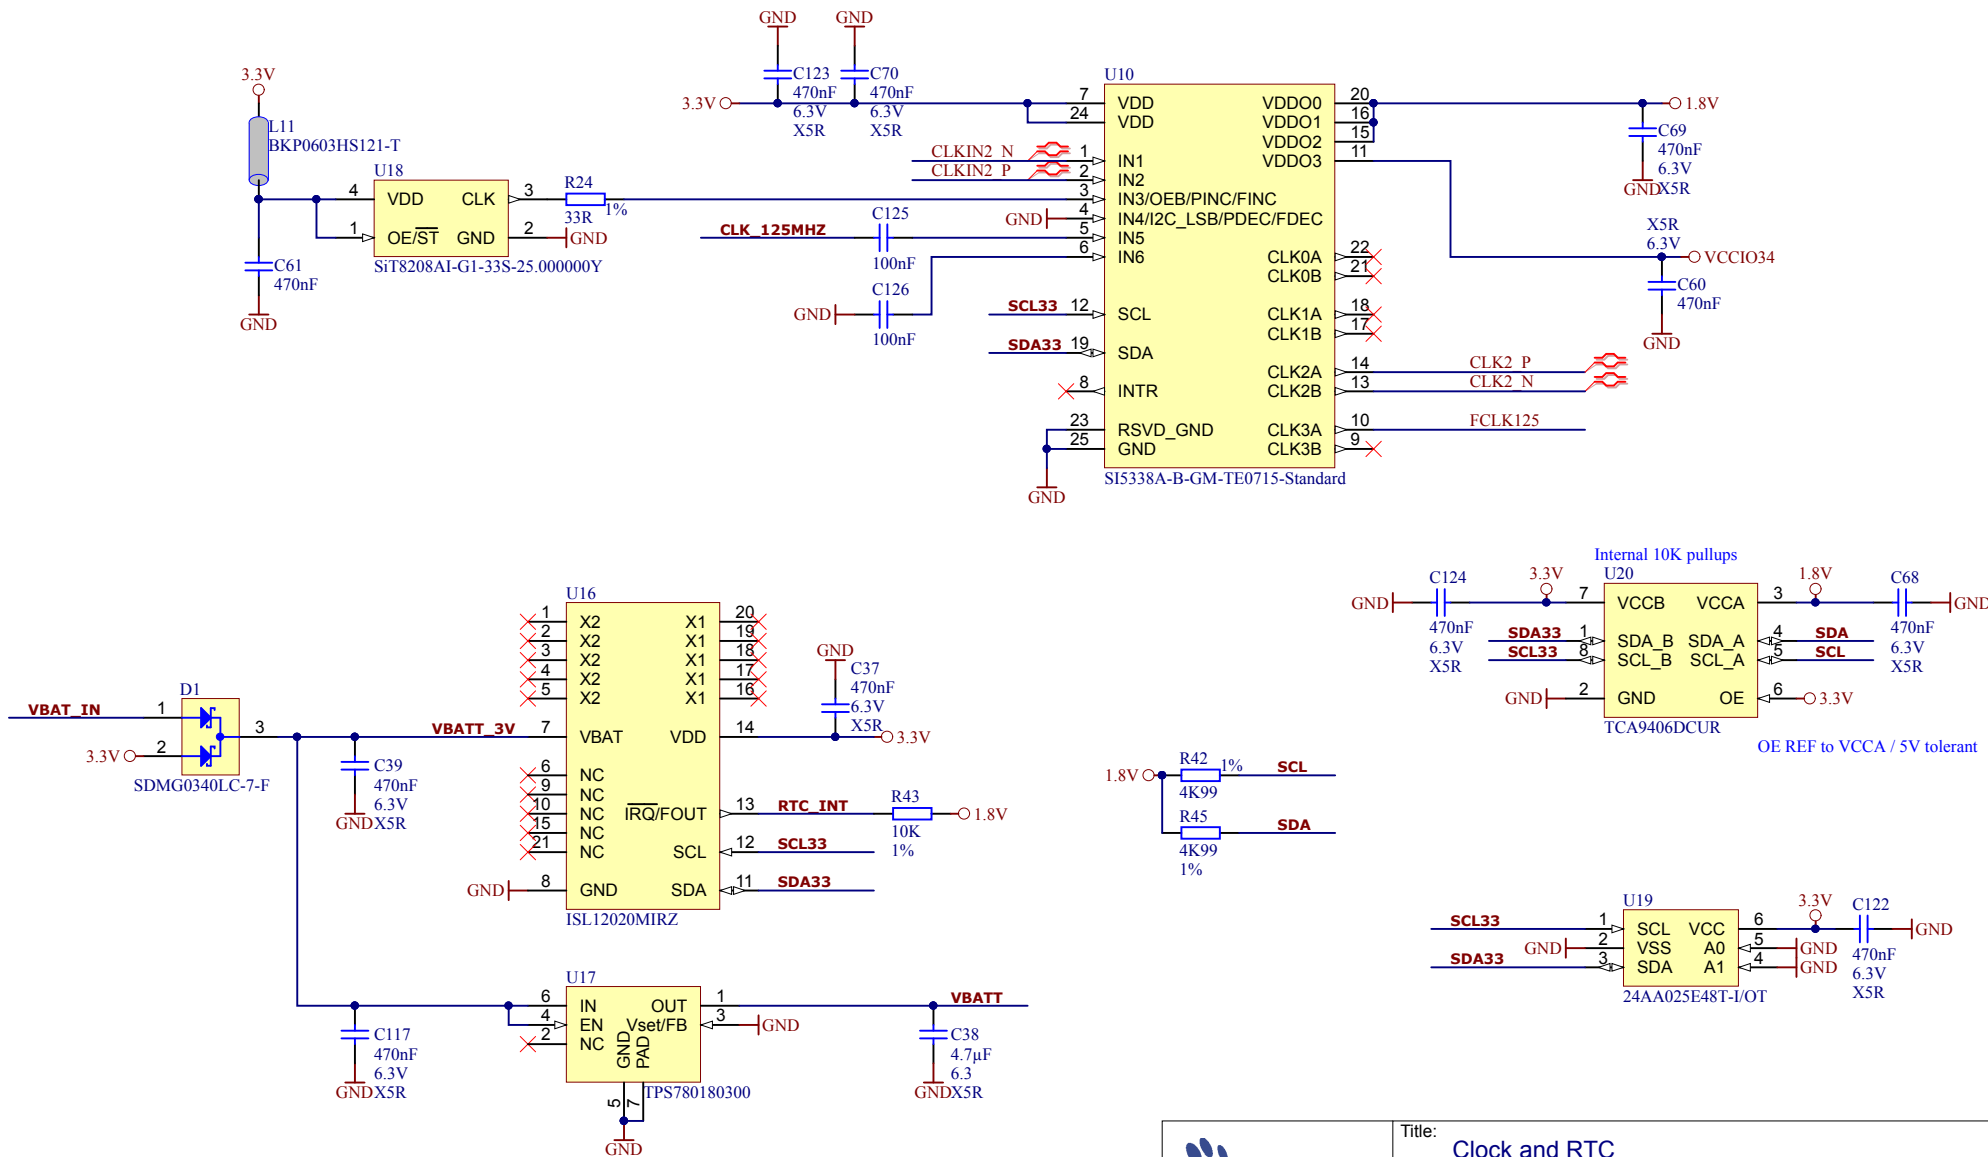 GND
GND
3.3V
C123
470nF
6.3V
X5R
C70
470nF
6.3V
X5R
3.3V
L11
BKP0603HS121-T
U18
4
VDD
CLK
3
1
OE/ST
GND
2
GND
SiT8208AI-G1-33S-25.000000Y
C61
470nF
GND
R24
33R
1%
CLKIN2_N
CLKIN2_P
GND
CLK_125MHZ
C125
100nF
GND
C126
100nF
SCL33
SDA33
U10
7
VDD
24
VDD
1
IN1
2
IN2
3
IN3/OEB/PINC/FINC
4
IN4/I2C_LSB/PDEC/FDEC
5
IN5
6
IN6
12
SCL
19
SDA
8
INTR
23
RSVD_GND
25
GND
VDDO0
20
VDDO1
16
VDDO2
15
VDDO3
11
CLK0A
22
CLK0B
21
CLK1A
18
CLK1B
17
CLK2A
14
CLK2B
13
CLK3A
10
CLK3B
9
SI5338A-B-GM-TE0715-Standard
GND
1.8V
C69
470nF
6.3V
X5R
GND
X5R
6.3V
VCCIO34
C60
470nF
GND
CLK2_P
CLK2_N
FCLK125
VBAT_IN
3.3V
D1
1
2
3
SDMG0340LC-7-F
C39
470nF
6.3V
X5R
GND
VBATT_3V
U16
1
X2
2
X2
3
X2
4
X2
5
X2
7
VBAT
6
NC
9
NC
10
NC
15
NC
21
NC
8
GND
GND
X1
20
X1
19
X1
18
X1
17
X1
16
VDD
14
IRQ/FOUT
13
SCL
12
SDA
11
ISL12020MIRZ
GND
C37
470nF
6.3V
X5R
3.3V
RTC_INT
R43
10K
1%
1.8V
SCL33
SDA33
C117
470nF
6.3V
X5R
GND
U17
6
IN
4
EN
2
NC
OUT
1
Vset/FB
3
GND
GND
PAD
5
7
TPS780180300
GND
VBATT
C38
4.7µF
6.3
X5R
GND
Internal 10K pullups
GND
C124
470nF
6.3V
X5R
3.3V
U20
7
VCCB
VCCA
3
1
SDA_B
SDA_A
4
8
SCL_B
SCL_A
5
2
GND
OE
6
SDA33
SCL33
GND
TCA9406DCUR
1.8V
C68
470nF
6.3V
X5R
GND
SDA
SCL
3.3V
OE REF to VCCA / 5V tolerant
1.8V
R42
1%
4K99
SCL
R45
4K99
1%
SDA
SCL33
GND
SDA33
U19
1
SCL
VCC
6
2
VSS
A0
5
3
SDA
A1
4
24AA025E48T-I/OT
3.3V
C122
470nF
6.3V
X5R
GND
GND
GND
Title:
Clock and RTC